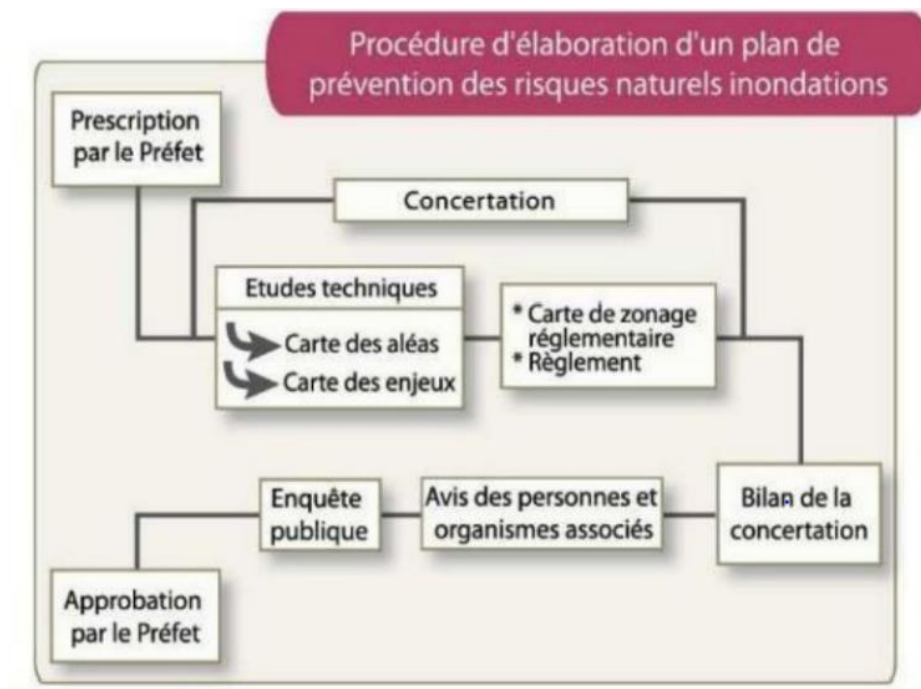 Procédure d'élaboration d'un plan de
prévention des risques naturels inondations
Prescription
par le Préfet
Concertation
Etudes techniques
Carte des aléas
Carte des enjeux
* Carte de zonage
réglementaire
* Règlement
Bilan de la
concertation
Avis des personnes et
organismes associés
Enquête
publique
Approbation
par le Préfet